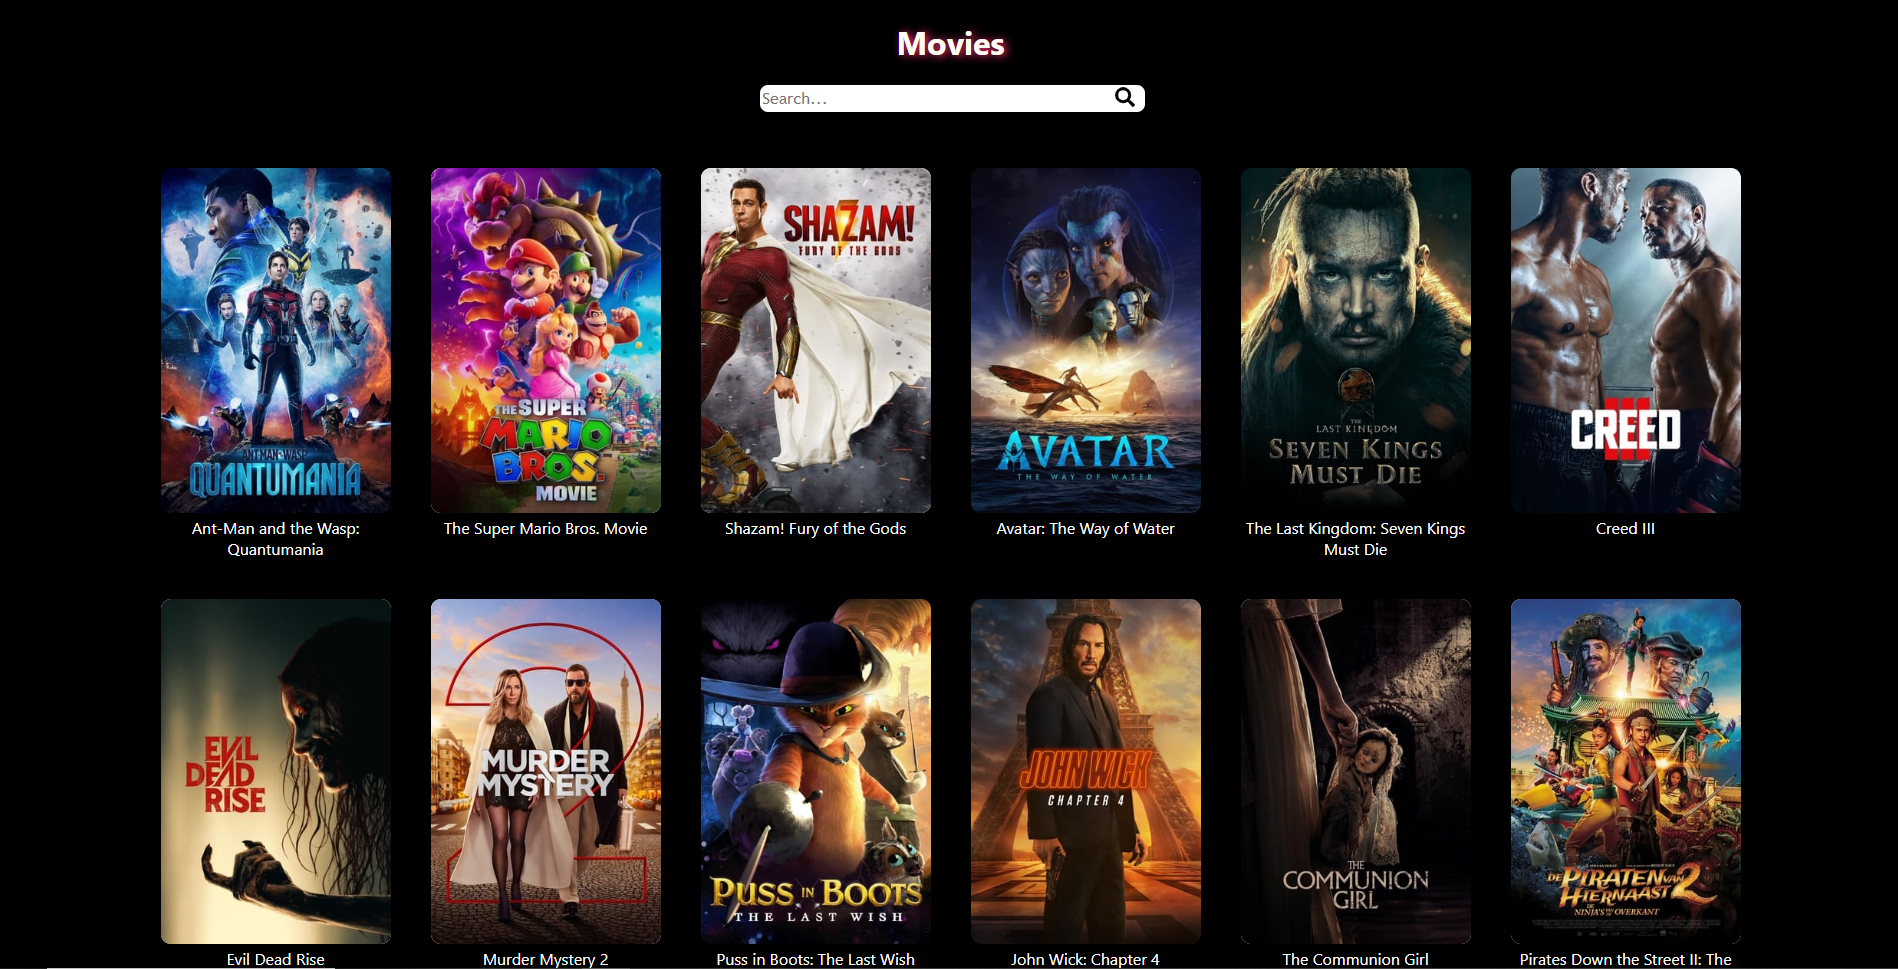 Movies
Search...
ANT-MAN AND THE WASP
QUANTUMANIA
THE SUPER
MARIO
BROS.
MOVIE
SHAZAM!
FURY OF THE GODS
AVATAR
THE WAY OF WATER
THE
LAST KINGDOM
SEVEN KINGS
MUST DIE
CREED
III
Ant-Man and the Wasp:
Quantumania
The Super Mario Bros. Movie
Shazam! Fury of the Gods
Avatar: The Way of Water
The Last Kingdom: Seven Kings
Must Die
Creed III
EVIL
DEAD
RISE
2
MURDER
MYSTERY
PUSS IN BOOTS
THE LAST WISH
JOHN WICK
CHAPTER 4
THE
COMMUNION
GIRL
DE PIRATEN VAN
HIERNAAST 2
DE
NINJA'S VAN DE OVERKANT
Evil Dead Rise
Murder Mystery 2
Puss in Boots: The Last Wish
John Wick: Chapter 4
The Communion Girl
Pirates Down the Street II: The